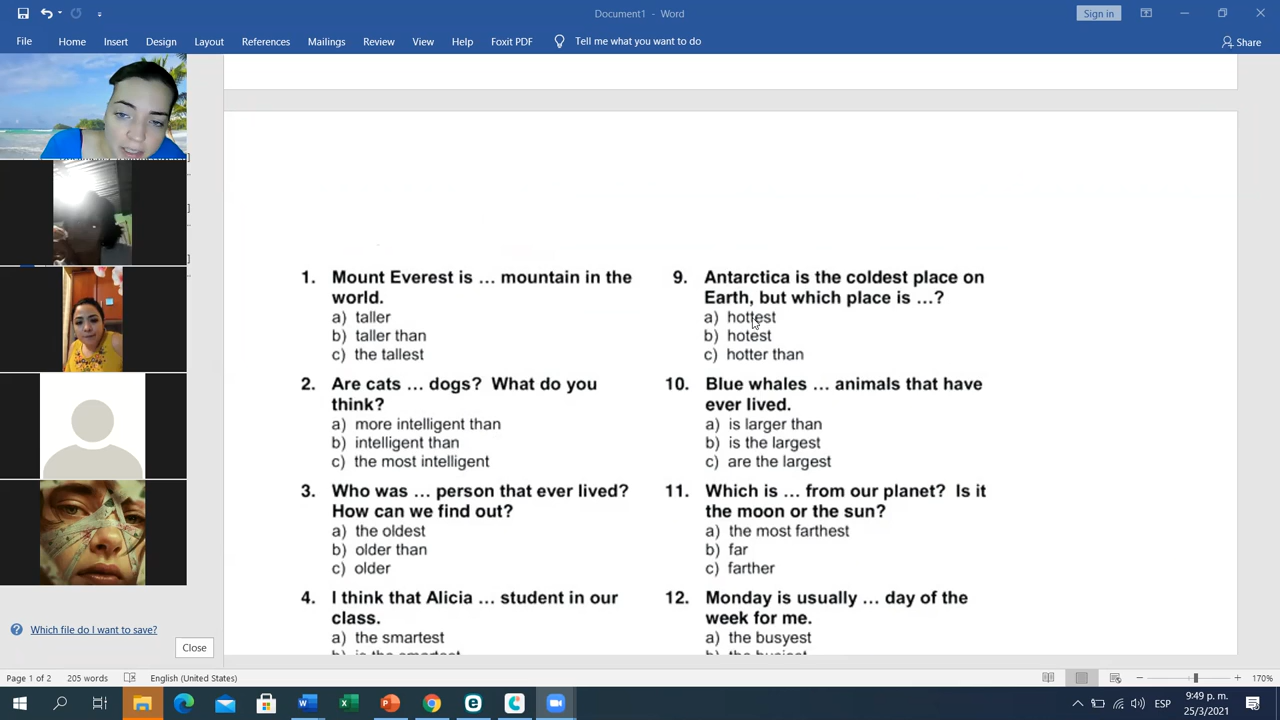 Document1 - Word
Sign in
File Home Insert Design Layout References Mailings Review View Help Foxit PDF Tell me what you want to do Share
1. Mount Everest is … mountain in the
world.
a) taller
b) taller than
c) the tallest
2. Are cats … dogs? What do you
think?
a) more intelligent than
b) intelligent than
c) the most intelligent
3. Who was … person that ever lived?
How can we find out?
a) the oldest
b) older than
c) older
4. I think that Alicia … student in our
class.
a) the smartest
b) is the smartest
9. Antarctica is the coldest place on
Earth, but which place is …?
a) hottest
b) hotest
c) hotter than
10. Blue whales … animals that have
ever lived.
a) is larger than
b) is the largest
c) are the largest
11. Which is … from our planet? Is it
the moon or the sun?
a) the most farthest
b) far
c) farther
12. Monday is usually … day of the
week for me.
a) the busyest
b) the busiest
Which file do I want to save?
Close
Page 1 of 2 205 words English (United States) 170%
ESP 9:49 p. m.
25/3/2021